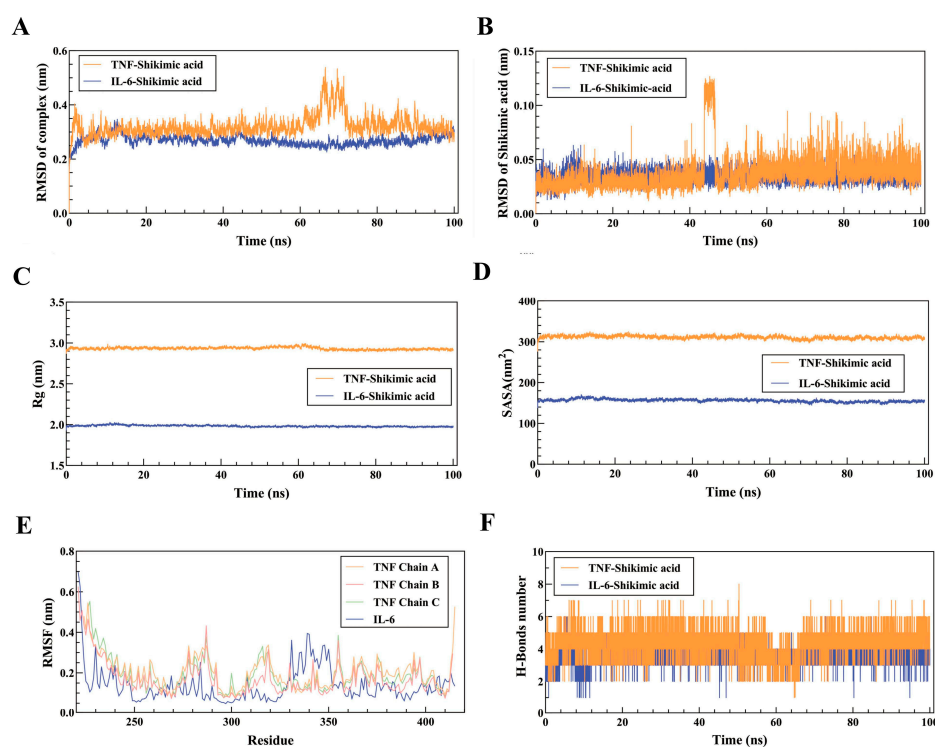 A
RMSD of complex (nm)
0.6
0.4
0.2
0.0
TNF-Shikimic acid
IL-6-Shikimic acid
0 20 40 60 80 100
Time (ns)
B
RMSD of Shikimic acid (nm)
0.15
0.10
0.05
0.00
TNF-Shikimic acid
IL-6-Shikimic-acid
0 20 40 60 80 100
Time (ns)
C
Rg (nm)
3.5
3.0
2.5
2.0
1.5
TNF-Shikimic acid
IL-6-Shikimic acid
0 20 40 60 80 100
Time (ns)
D
SASA(nm²)
400
300
200
100
0
TNF-Shikimic acid
IL-6-Shikimic acid
0 20 40 60 80 100
Time (ns)
E
RMSF (nm)
0.8
0.6
0.4
0.2
0.0
TNF Chain A
TNF Chain B
TNF Chain C
IL-6
250 300 350 400
Residue
F
H-Bonds number
10
8
6
4
2
0
TNF-Shikimic acid
IL-6-Shikimic acid
0 20 40 60 80 100
Time (ns)